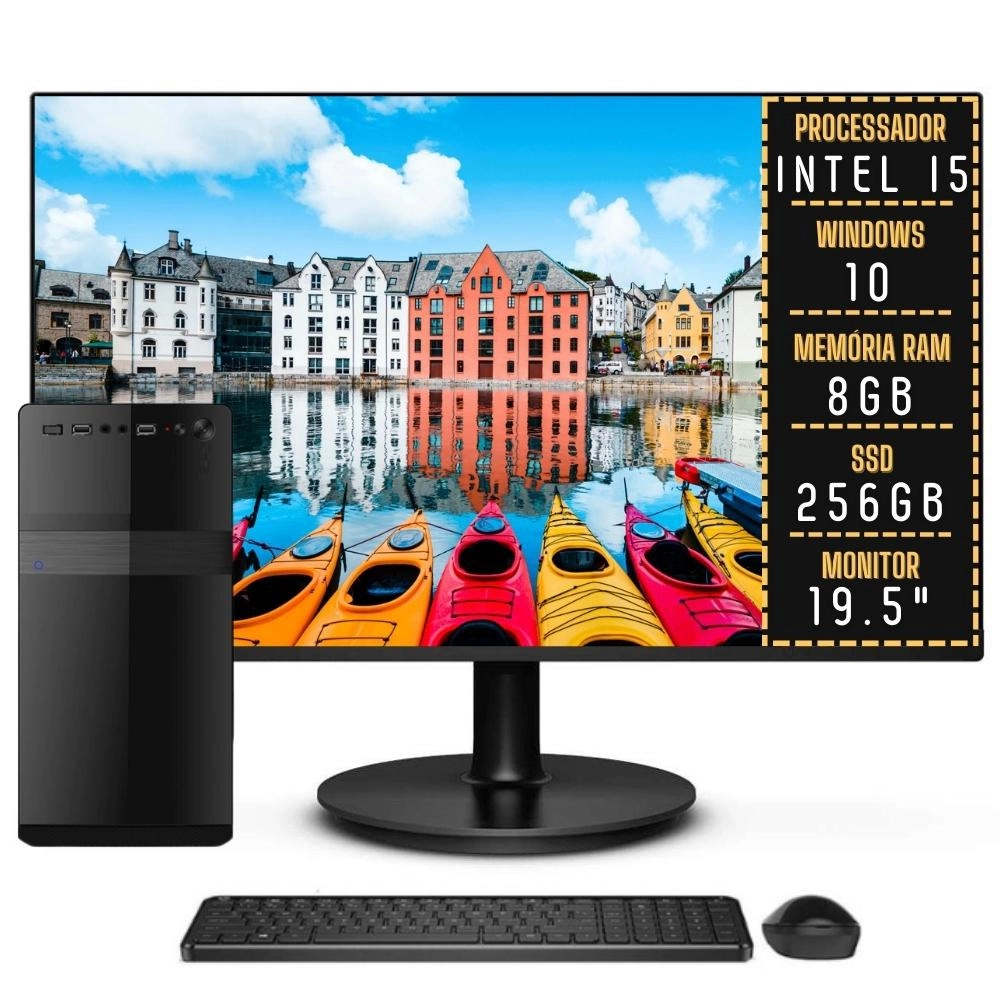 PROCESSADOR
INTEL I5
WINDOWS
10
MEMÓRIA RAM
8GB
SSD
256GB
MONITOR
19.5"